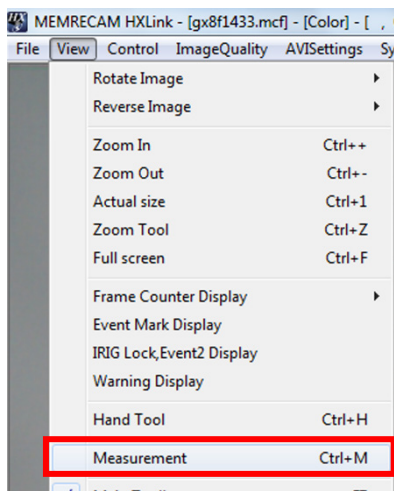 MEMRECAM HXLink - [gx8f1433.mcf] - [Color] - [ ,
File View Control ImageQuality AVISettings Sy
Rotate Image
Reverse Image
Zoom In Ctrl++
Zoom Out Ctrl+-
Actual size Ctrl+1
Zoom Tool Ctrl+Z
Full screen Ctrl+F
Frame Counter Display
Event Mark Display
IRIG Lock,Event2 Display
Warning Display
Hand Tool Ctrl+H
Measurement Ctrl+M